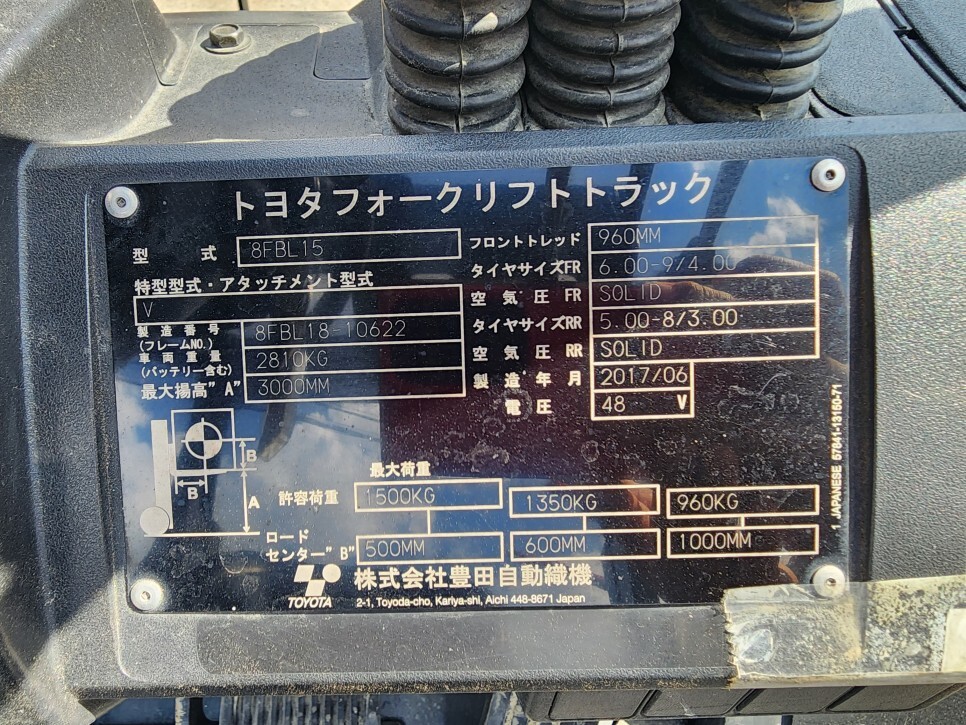 トヨタフォークリフトトラック
型 式 8FBL15
特型型式・アタッチメント型式
V
製造番号 8FBL18-10622
(フレームNO.)
車両重量 2810KG
(バッテリー含む)
最大揚高"A" 3000MM
フロントトレッド 960MM
タイヤサイズFR 6.00-9/4.00
空気圧 FR SOLID
タイヤサイズRR 5.00-8/3.00
空気圧 RR SOLID
製造年月 2017/06
電圧 48 V
B
B
A
最大荷重
許容荷重 1500KG 1350KG 960KG
ロード
センター"B" 500MM 600MM 1000MM
TOYOTA 株式会社豊田自動織機
2-1, Toyoda-cho, Kariya-shi, Aichi 448-8671 Japan
1 JAPANESE 57841-13160-71